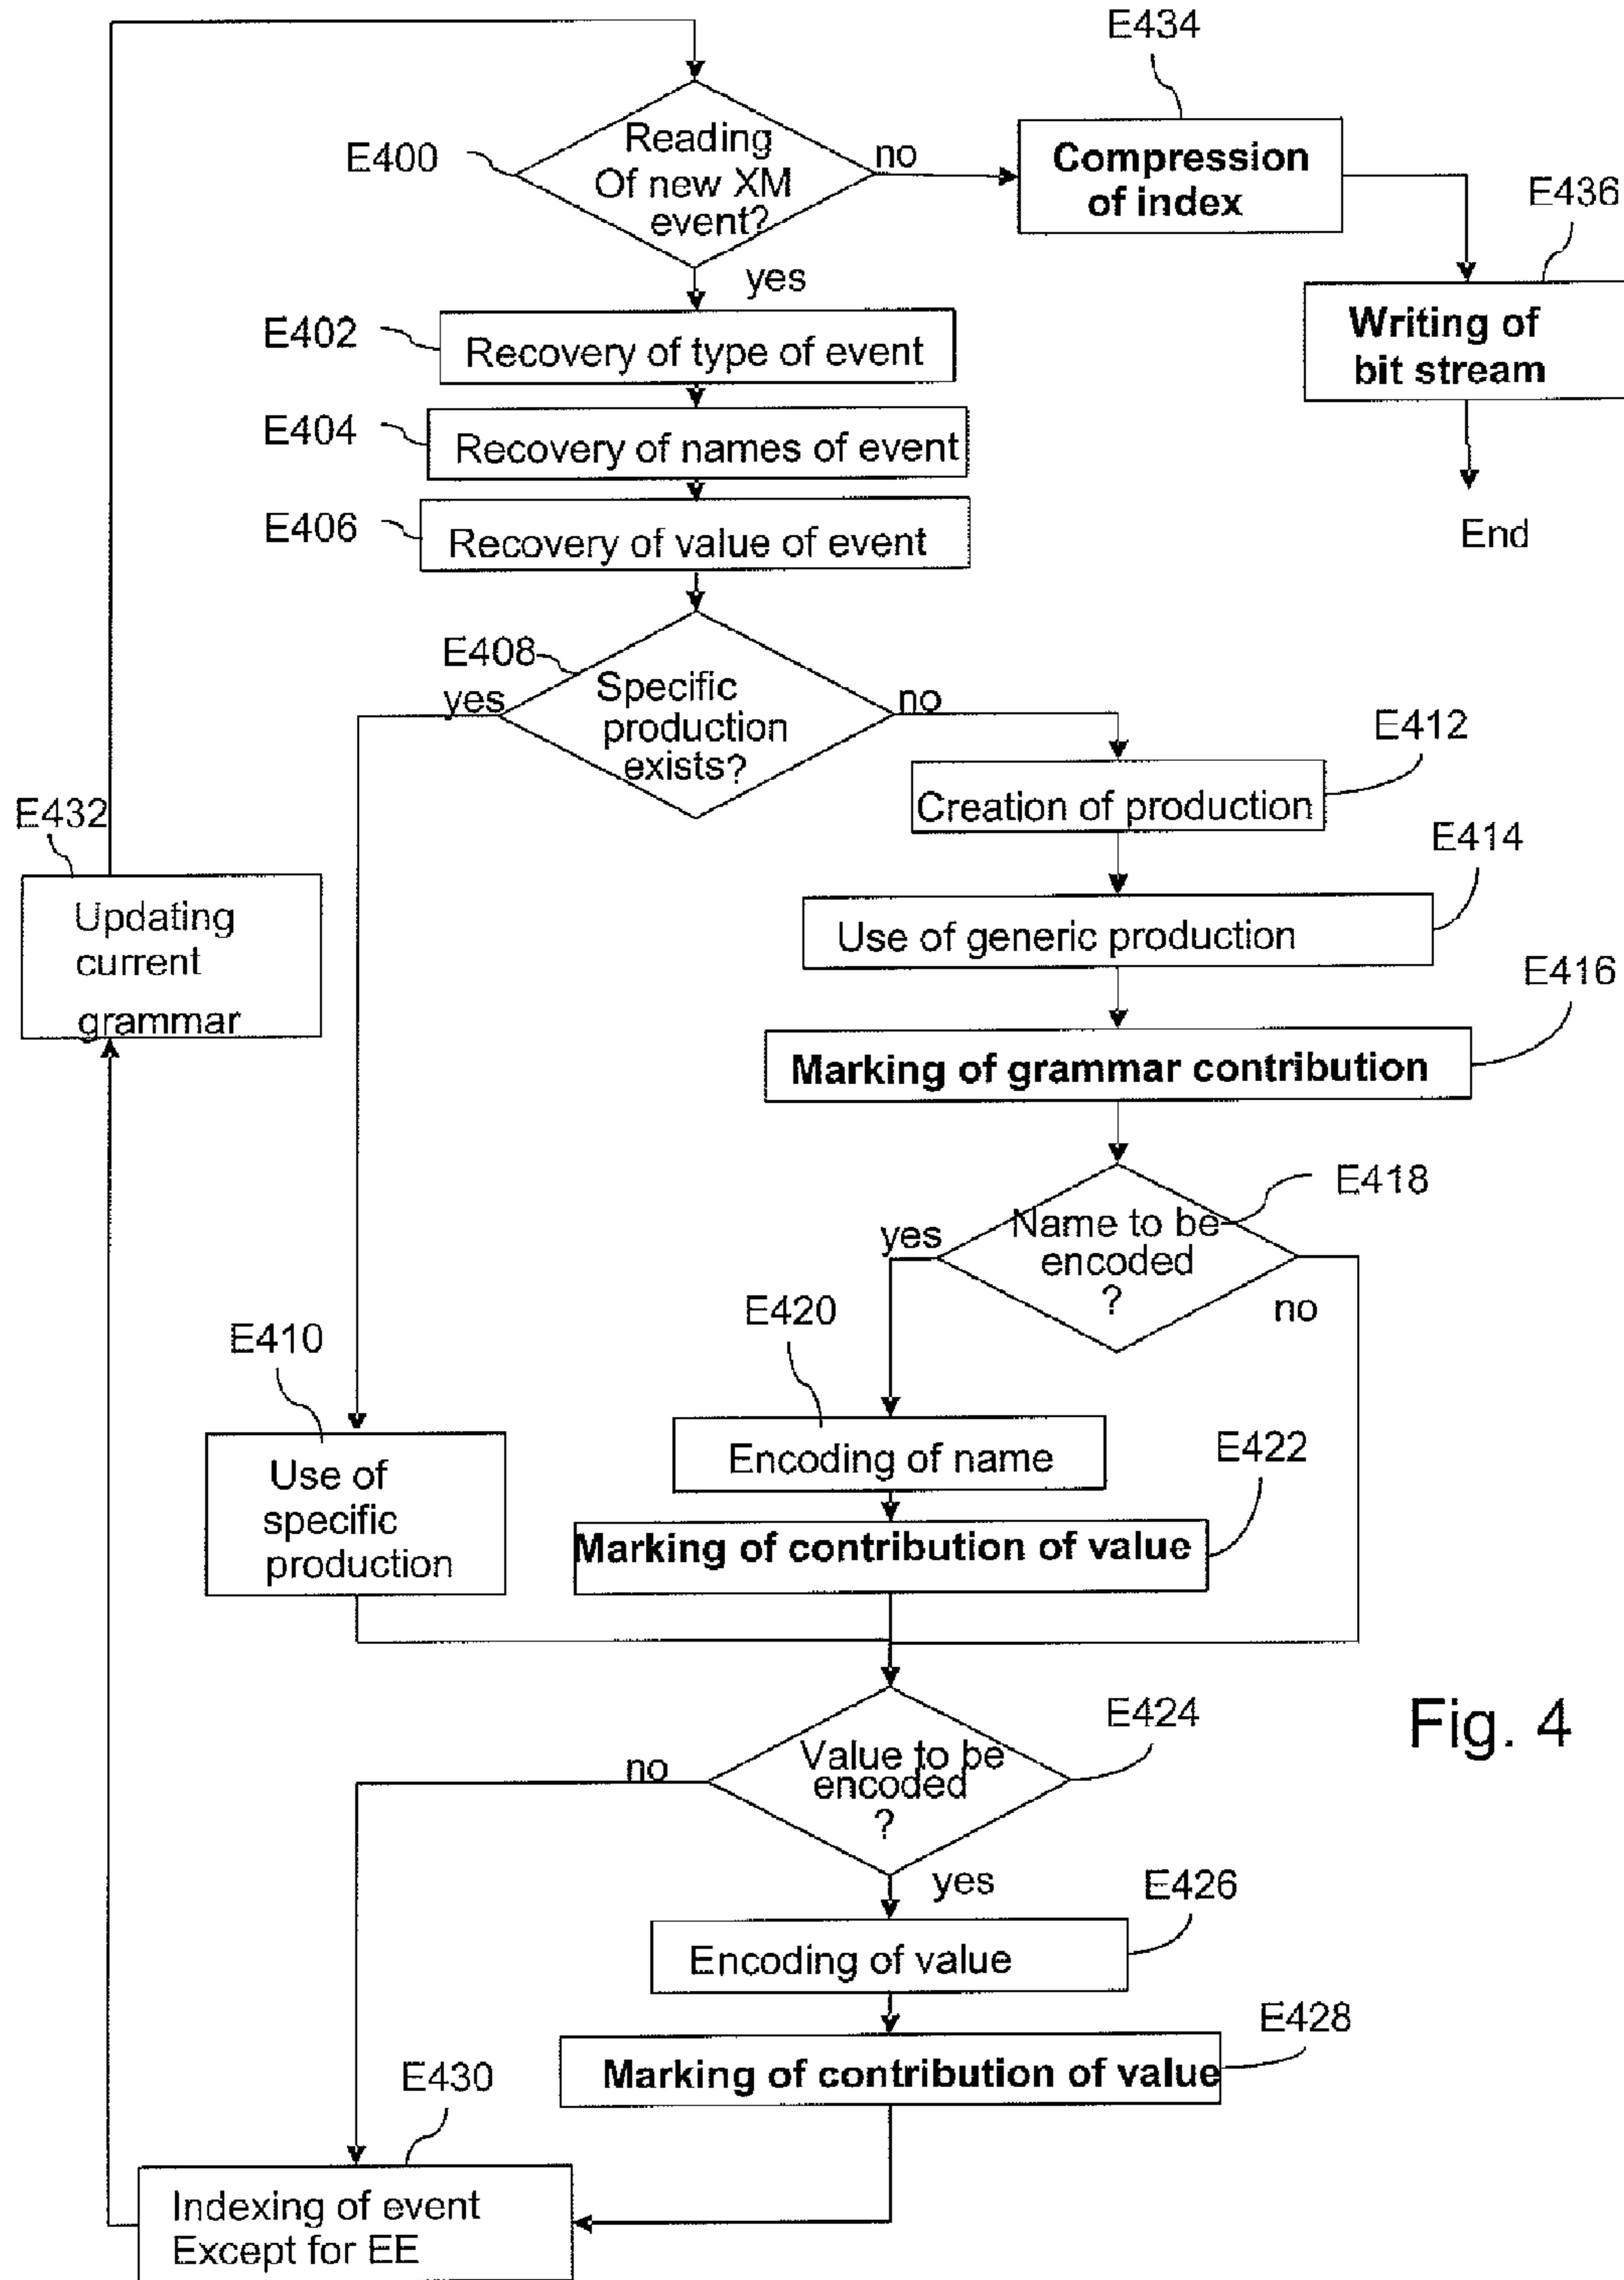 E434
Reading
Of new XM
event?
E400
no
Compression
of index
E436
yes
Writing of
bit stream
E402
Recovery of type of event
E404
Recovery of names of event
E406
Recovery of value of event
End
E408
yes
Specific
production
exists?
no
E412
Creation of production
E432
E414
Updating
current
grammar
Use of generic production
E416
Marking of grammar contribution
E418
yes
Name to be
encoded
?
no
E420
E410
Encoding of name
E422
Use of
specific
production
Marking of contribution of value
E424
Fig. 4
no
Value to be
encoded
?
yes
E426
Encoding of value
E428
Marking of contribution of value
E430
Indexing of event
Except for EE